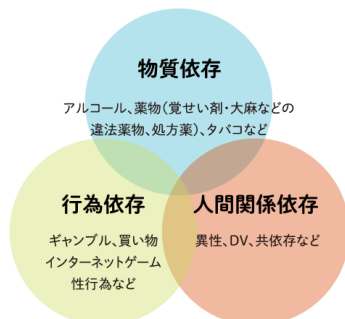 物質依存
アルコール、薬物(覚せい剤・大麻などの
違法薬物、処方薬)、タバコなど
行為依存
ギャンブル、買い物
インターネットゲーム
性行為など
人間関係依存
異性、DV、共依存など